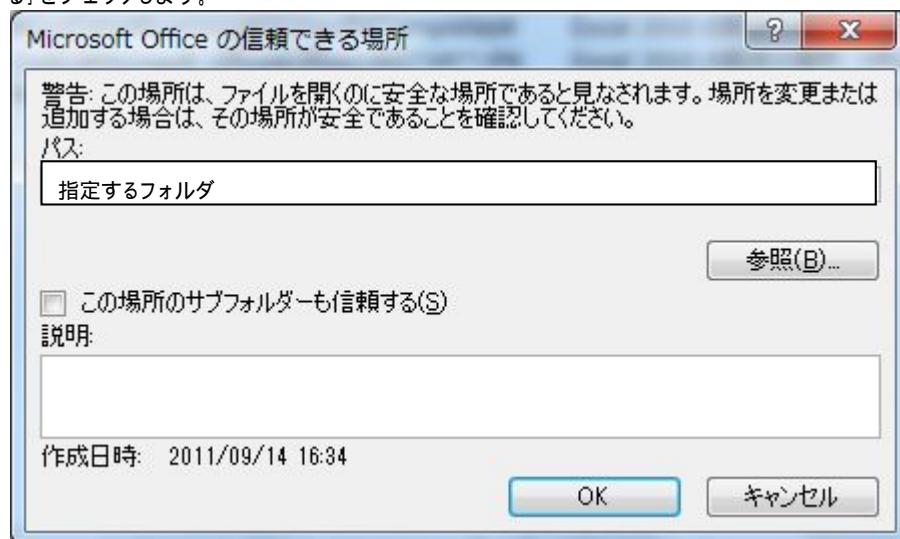 る」をチェックします。
Microsoft Office の信頼できる場所
警告: この場所は、ファイルを開くのに安全な場所であると見なされます。場所を変更または
追加する場合は、その場所が安全であることを確認してください。
パス:
指定するフォルダ
参照(B)...
この場所のサブフォルダーも信頼する(S)
説明:
作成日時: 2011/09/14 16:34
OK キャンセル